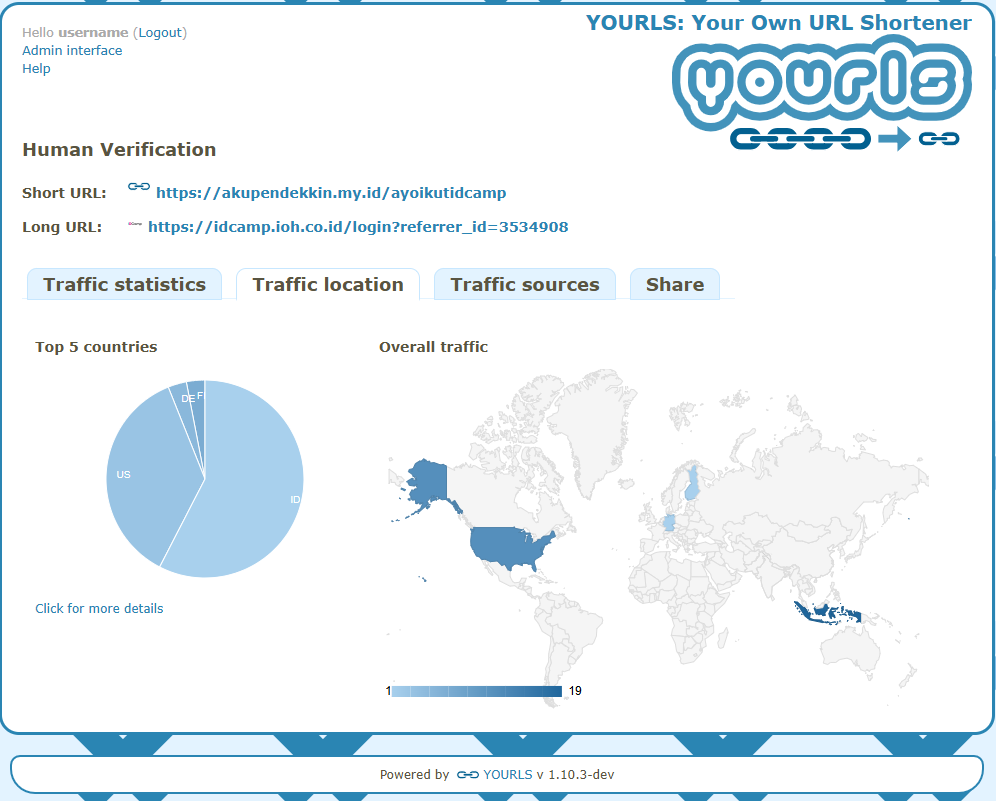 YOURLS: Your Own URL Shortener
yourls
Hello username (Logout)
Admin interface
Help
Human Verification
Short URL: https://akupendekkin.my.id/ayoikutidcamp
Long URL: https://idcamp.ioh.co.id/login?referrer_id=3534908
Traffic statistics
Traffic location
Traffic sources
Share
Top 5 countries
Overall traffic
DE
F
US
ID
Click for more details
1
19
Powered by YOURLS v 1.10.3-dev